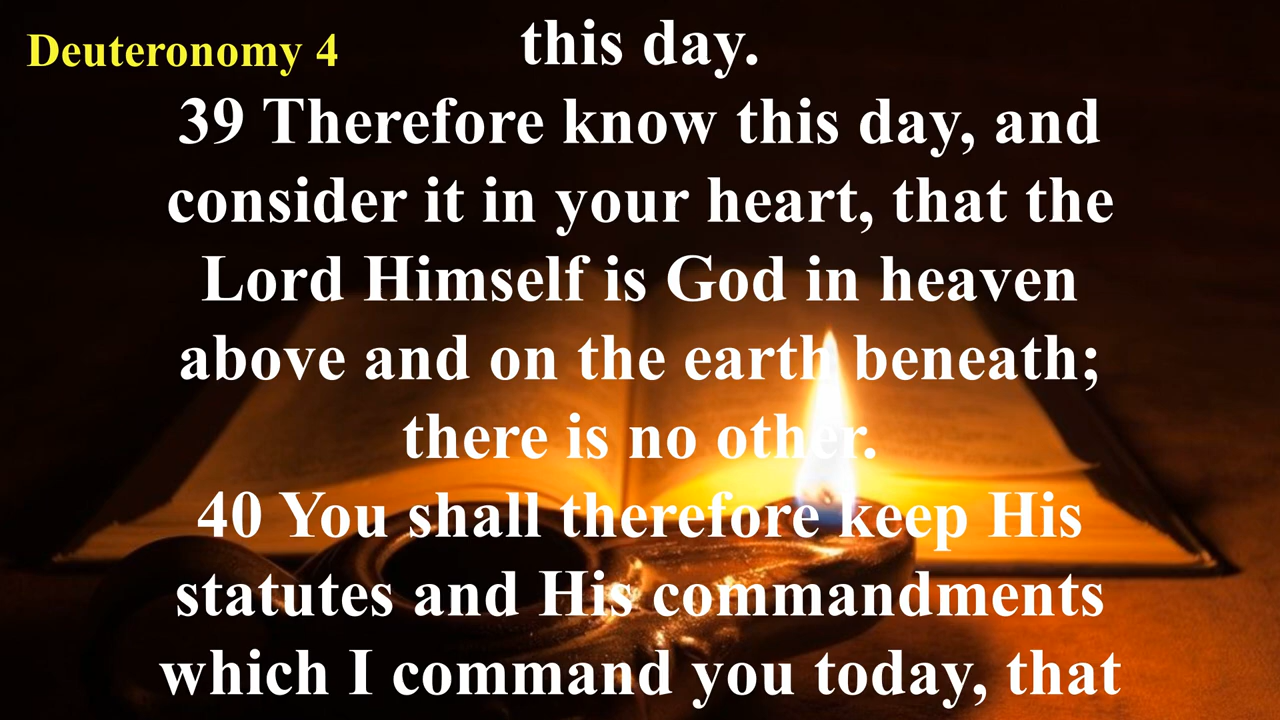 Deuteronomy 4
this day.
39 Therefore know this day, and
consider it in your heart, that the
Lord Himself is God in heaven
above and on the earth beneath;
there is no other.
40 You shall therefore keep His
statutes and His commandments
which I command you today, that